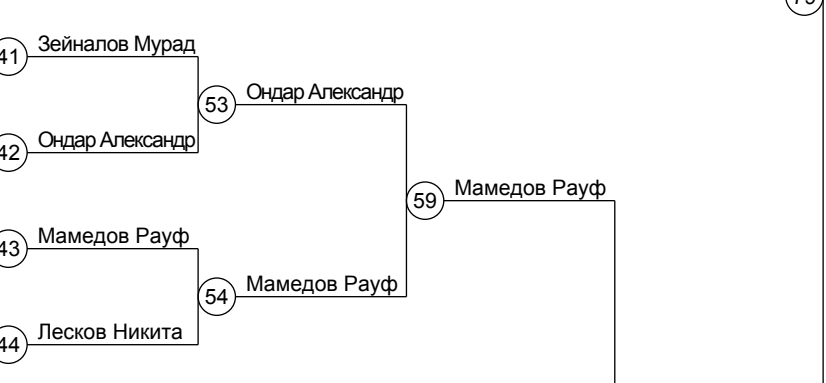 41 Зейналов Мурад
53 Ондар Александр
42 Ондар Александр
59 Мамедов Рауф
43 Мамедов Рауф
54 Мамедов Рауф
44 Лесков Никита